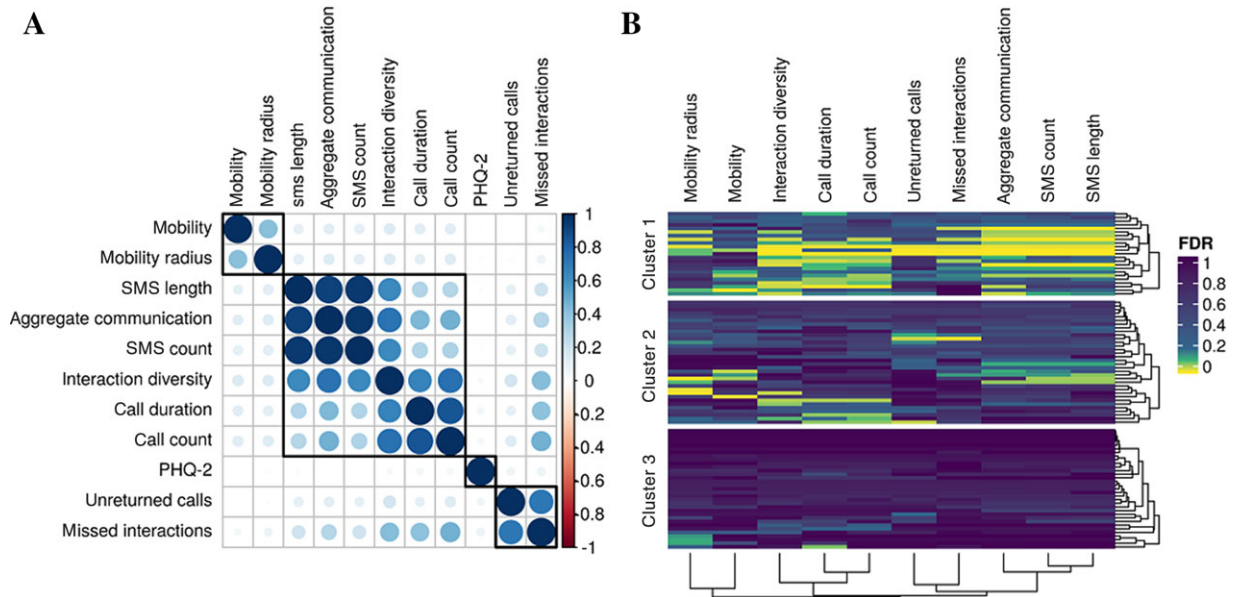 A
Mobility
Mobility radius
sms length
Aggregate communication
SMS count
Interaction diversity
Call duration
Call count
PHQ-2
Unreturned calls
Missed interactions
Mobility
Mobility radius
SMS length
Aggregate communication
SMS count
Interaction diversity
Call duration
Call count
PHQ-2
Unreturned calls
Missed interactions
1
0.8
0.6
0.4
0.2
0
-0.2
-0.4
-0.6
-0.8
-1
B
Mobility radius
Mobility
Interaction diversity
Call duration
Call count
Unreturned calls
Missed interactions
Aggregate communication
SMS count
SMS length
Cluster 1
Cluster 2
Cluster 3
FDR
1
0.8
0.6
0.4
0.2
0